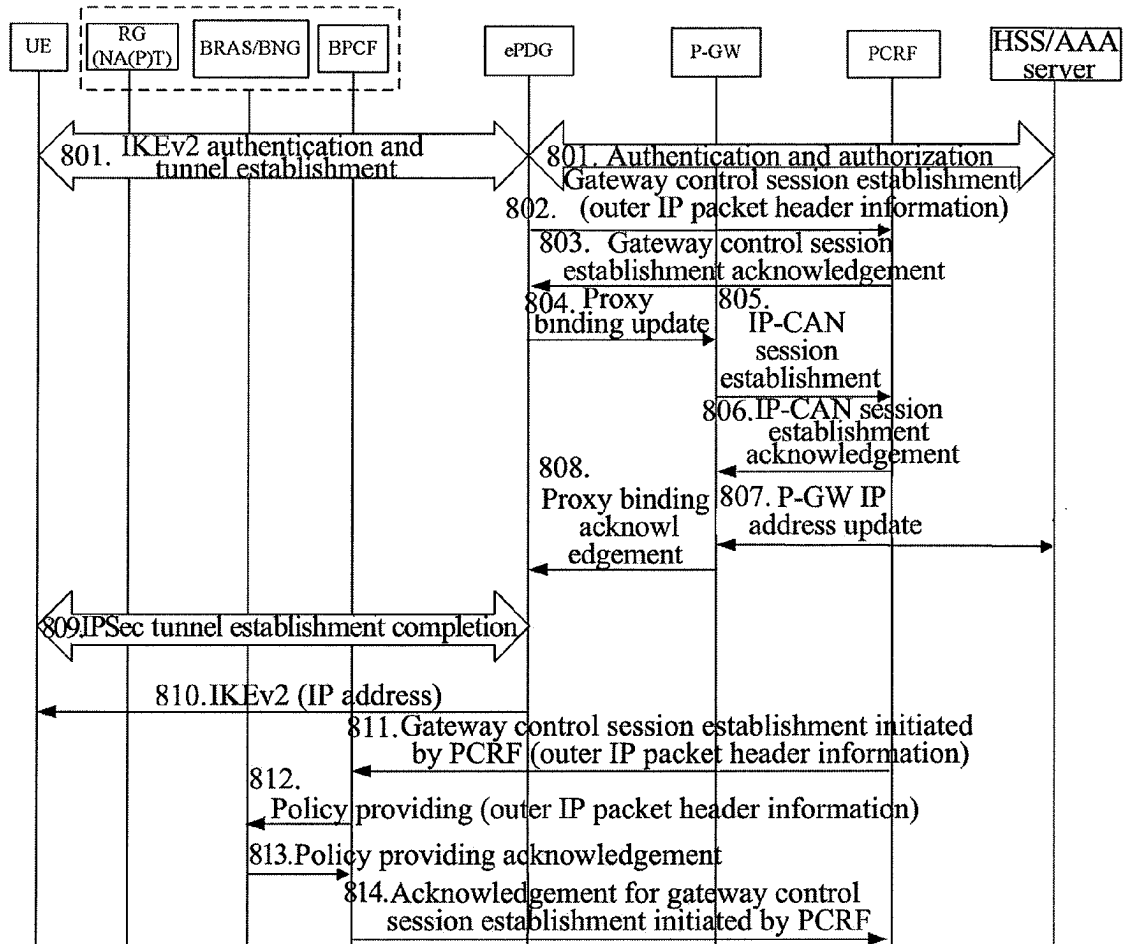 UE
RG
(NA(P)T)
BRAS/BNG
BPCF
ePDG
P-GW
PCRF
HSS/AAA
server
801. IKEv2 authentication and
tunnel establishment
801. Authentication and authorization
Gateway control session establishment
802. (outer IP packet header information)
803. Gateway control session
establishment acknowledgement
804. Proxy
binding update
805.
IP-CAN
session
establishment
806.IP-CAN session
establishment
acknowledgement
807. P-GW IP
address update
808.
Proxy binding
acknowl
edgement
809.IPSec tunnel establishment completion
810.IKEv2 (IP address)
811.Gateway control session establishment initiated
by PCRF (outer IP packet header information)
812.
Policy providing (outer IP packet header information)
813.Policy providing acknowledgement
814.Acknowledgement for gateway control
session establishment initiated by PCRF